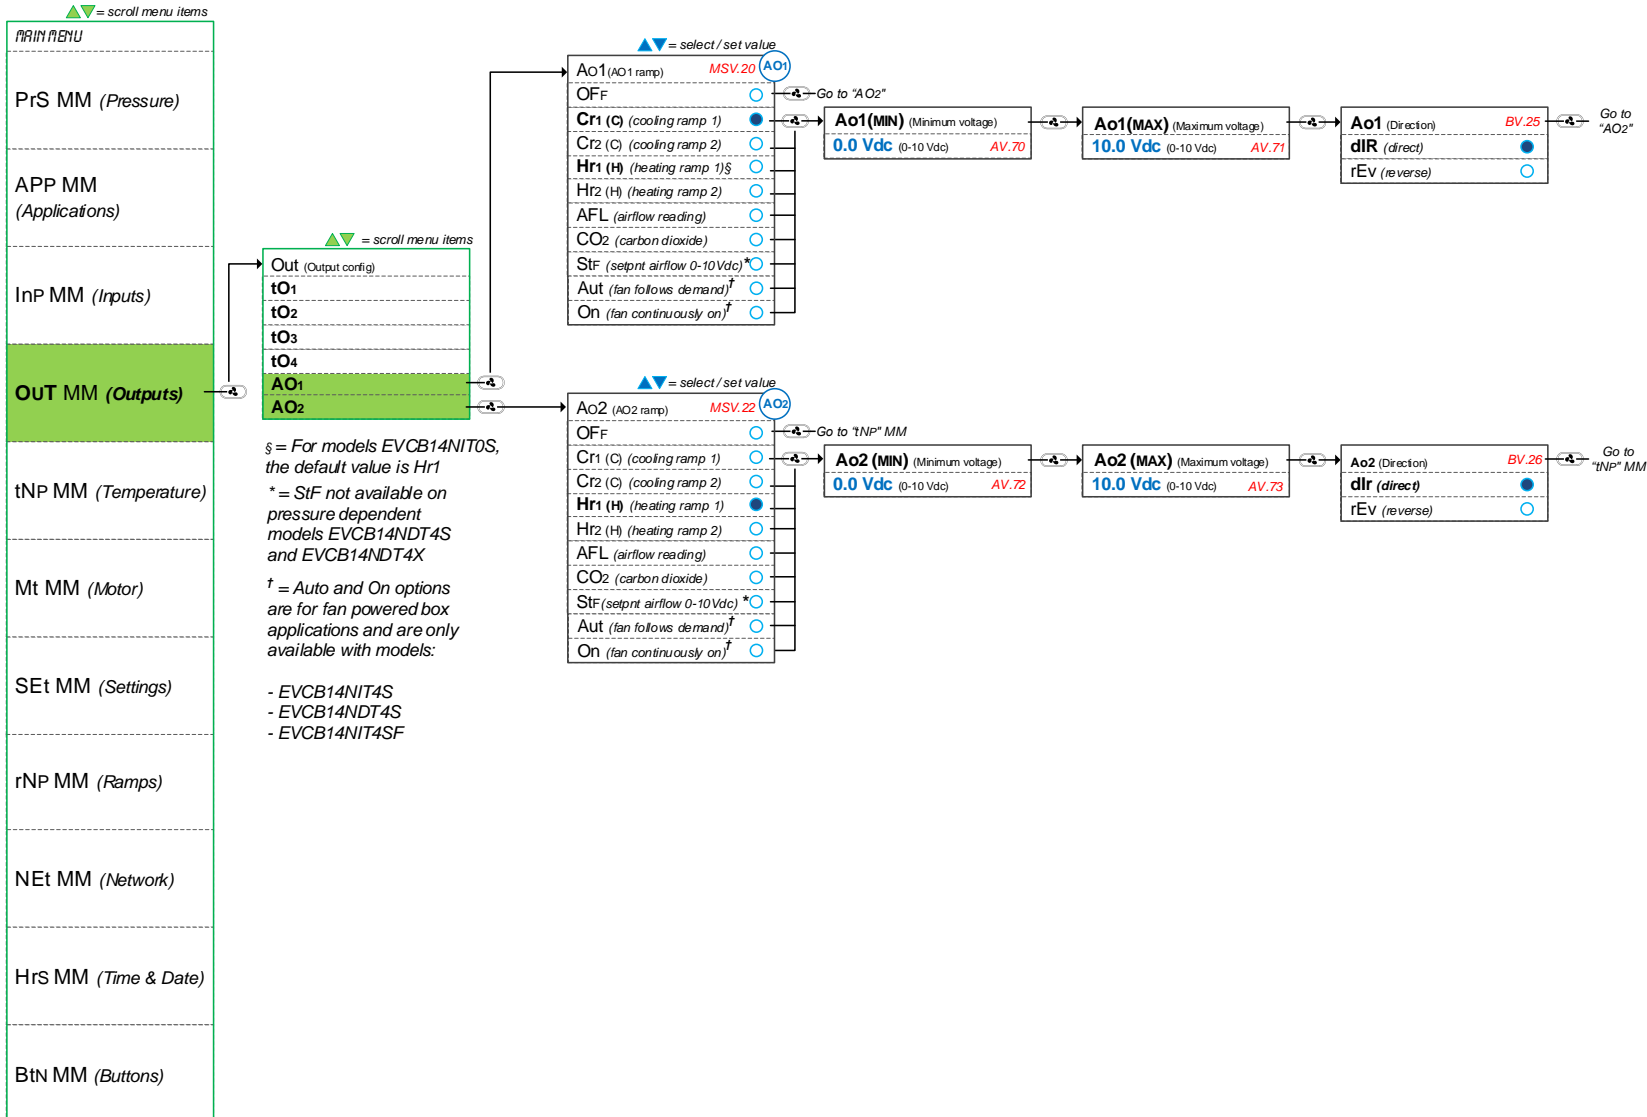 ▲▼ = scroll menu items
MAIN MENU
PrS MM (Pressure)
APP MM
(Applications)
InP MM (Inputs)
OUT MM (Outputs)
tNP MM (Temperature)
Mt MM (Motor)
SEt MM (Settings)
rNP MM (Ramps)
NEt MM (Network)
HrS MM (Time & Date)
BtN MM (Buttons)
▲▼ = scroll menu items
Out (Output config)
tO1
tO2
tO3
tO4
AO1
AO2
§ = For models EVCB14NIT0S,
the default value is Hr1
* = StF not available on
pressure dependent
models EVCB14NDT4S
and EVCB14NDT4X
† = Auto and On options
are for fan powered box
applications and are only
available with models:
- EVCB14NIT4S
- EVCB14NDT4S
- EVCB14NIT4SF
▲▼ = select / set value
AO1 (AO1 ramp) MSV.20 AO1
OFF
Go to "AO2"
Cr1 (C) (cooling ramp 1)
Cr2 (C) (cooling ramp 2)
Hr1 (H) (heating ramp 1)§
Hr2 (H) (heating ramp 2)
AFL (airflow reading)
CO2 (carbon dioxide)
StF (setpnt airflow 0-10Vdc)*
Aut (fan follows demand)†
On (fan continuously on)†
Ao1(MIN) (Minimum voltage)
0.0 Vdc (0-10 Vdc) AV.70
Ao1(MAX) (Maximum voltage)
10.0 Vdc (0-10 Vdc) AV.71
Ao1 (Direction) BV.25
dIR (direct)
rEv (reverse)
Go to
"AO2"
▲▼ = select / set value
AO2 (AO2 ramp) MSV.22 AO2
OFF
Go to "tNP" MM
Cr1 (C) (cooling ramp 1)
Cr2 (C) (cooling ramp 2)
Hr1 (H) (heating ramp 1)
Hr2 (H) (heating ramp 2)
AFL (airflow reading)
CO2 (carbon dioxide)
StF(setpnt airflow 0-10Vdc) *
Aut (fan follows demand)†
On (fan continuously on)†
Ao2 (MIN) (Minimum voltage)
0.0 Vdc (0-10 Vdc) AV.72
Ao2 (MAX) (Maximum voltage)
10.0 Vdc (0-10 Vdc) AV.73
Ao2 (Direction) BV.26
dIr (direct)
rEv (reverse)
Go to
"tNP" MM